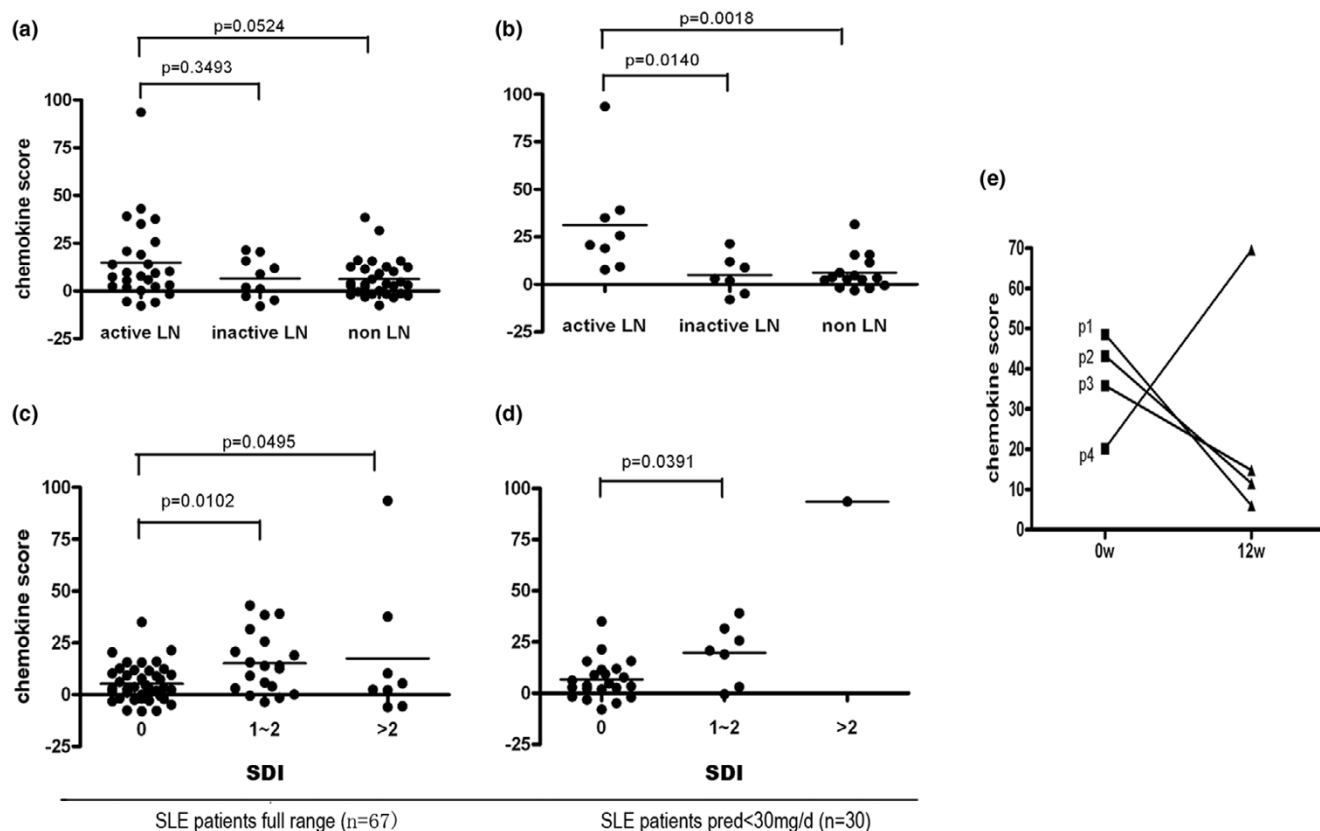 (a)
p=0.0524
p=0.3493
chemokine score
100
75
50
25
0
-25
active LN inactive LN non LN
(b)
p=0.0018
p=0.0140
100
75
50
25
0
-25
active LN inactive LN non LN
(c)
p=0.0495
p=0.0102
chemokine score
100
75
50
25
0
-25
0 1~2 >2
SDI
SLE patients full range (n=67)
(d)
p=0.0391
100
75
50
25
0
-25
0 1~2 >2
SDI
SLE patients pred<30mg/d (n=30)
(e)
chemokine score
70
60
50
40
30
20
10
0
p1
p2
p3
p4
0w 12w